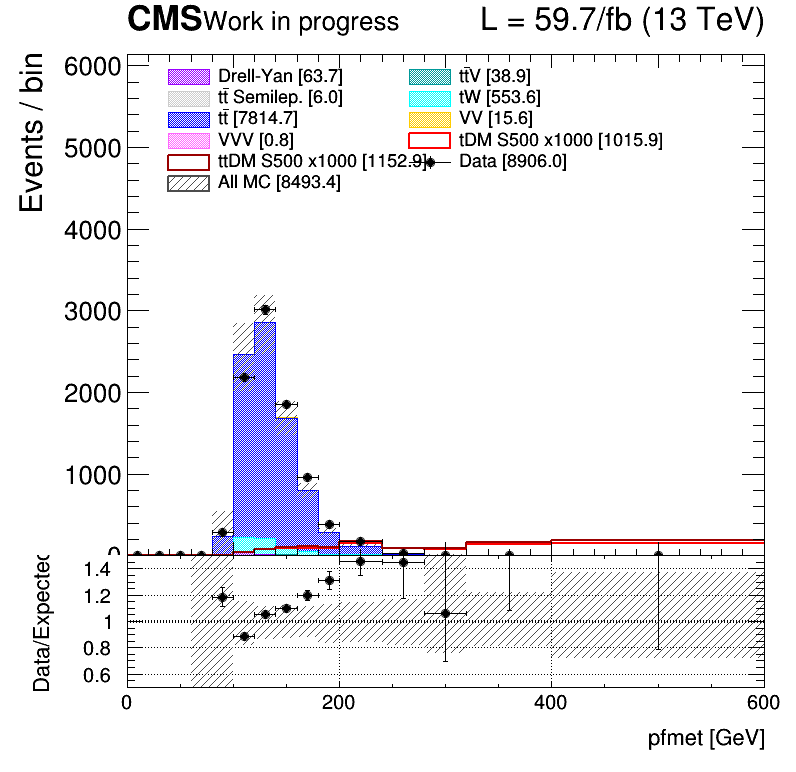 CMS Work in progress L = 59.7/fb (13 TeV)
Events / bin
6000
5000
4000
3000
2000
1000
0
Drell-Yan [63.7] tt̄V [38.9]
tt̄ Semilep. [6.0] tW [553.6]
tt̄ [7814.7] VV [15.6]
VVV [0.8] tDM S500 x1000 [1015.9]
ttDM S500 x1000 [1152.9] Data [8906.0]
All MC [8493.4]
Data/Expected
1.4
1.2
1
0.8
0.6
0 200 400 600
pfmet [GeV]